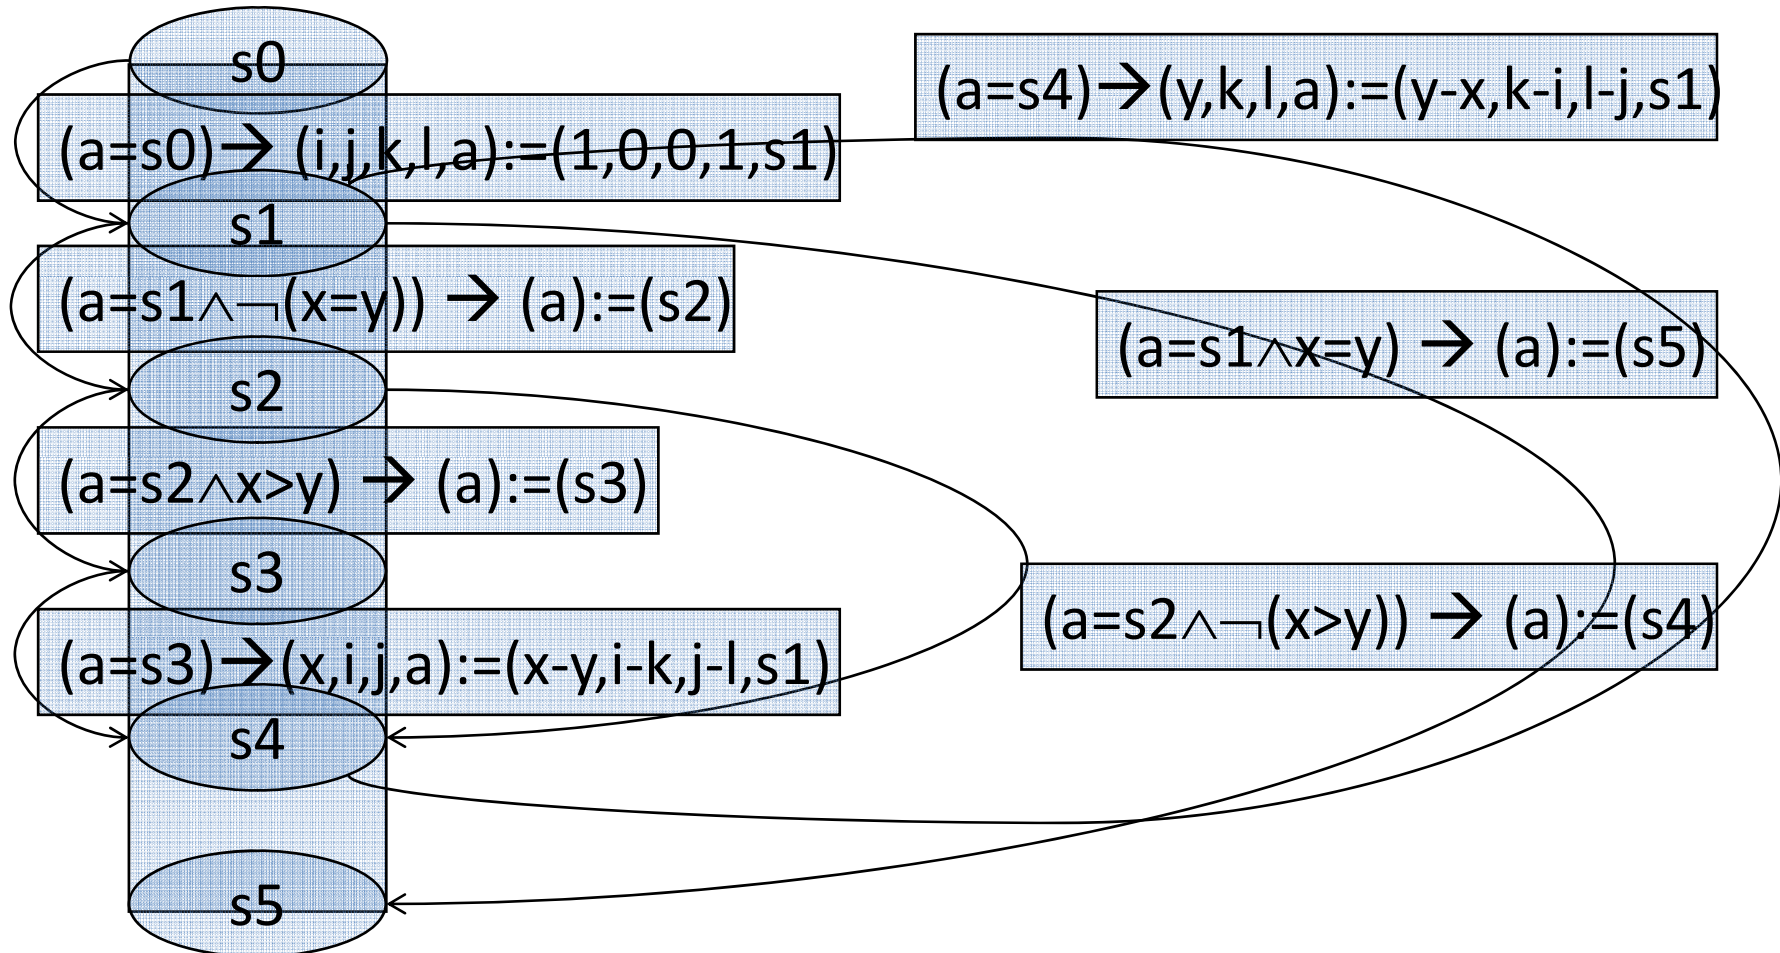 s0
(a=s4)→(y,k,l,a):=(y-x,k-i,l-j,s1)
(a=s0)→ (i,j,k,l,a):=(1,0,0,1,s1)
s1
(a=s1∧¬(x=y)) → (a):=(s2)
(a=s1∧x=y) → (a):=(s5)
s2
(a=s2∧x>y) → (a):=(s3)
s3
(a=s2∧¬(x>y)) → (a):=(s4)
(a=s3)→(x,i,j,a):=(x-y,i-k,j-l,s1)
s4
s5